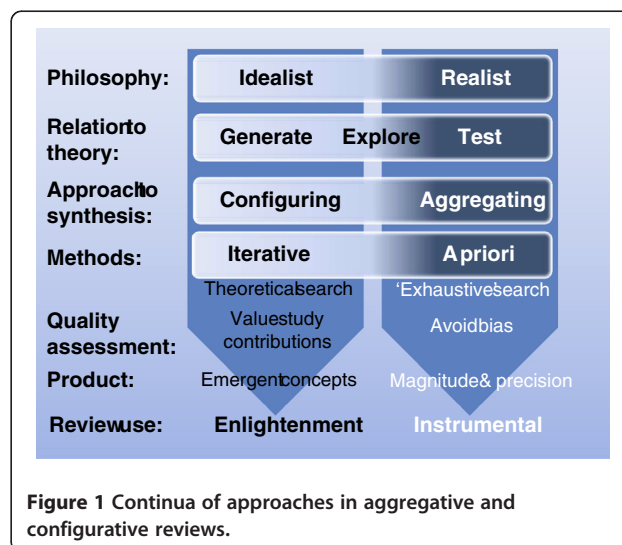 Philosophy: Idealist Realist
Relationto
theory: Generate Explore Test
Approachto
synthesis: Configuring Aggregating
Methods: Iterative Apriori
Theoreticalsearch 'Exhaustive'search
Quality
assessment: Valuestudy
contributions Avoidbias
Product: Emergentconcepts Magnitude& precision
Reviewuse: Enlightenment Instrumental
Figure 1 Continua of approaches in aggregative and
configurative reviews.